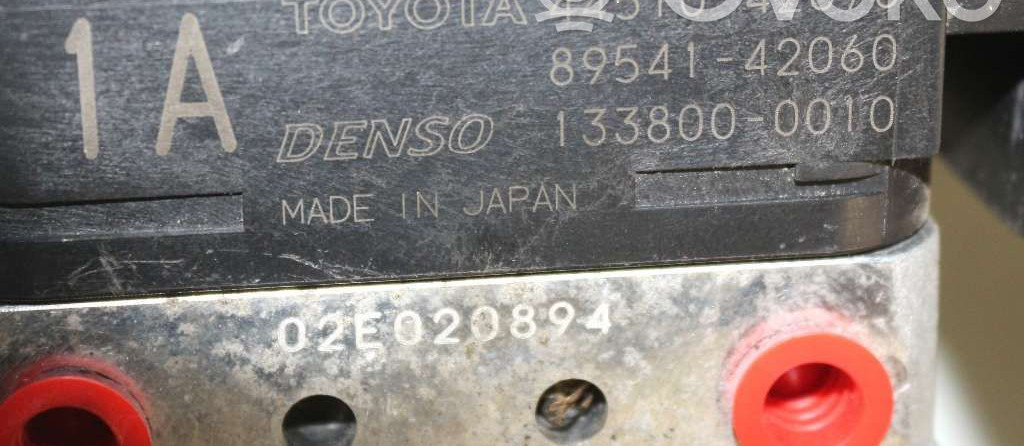 TOYOTA
1A
89541-42060
DENSO 133800-0010
MADE IN JAPAN
02E020894